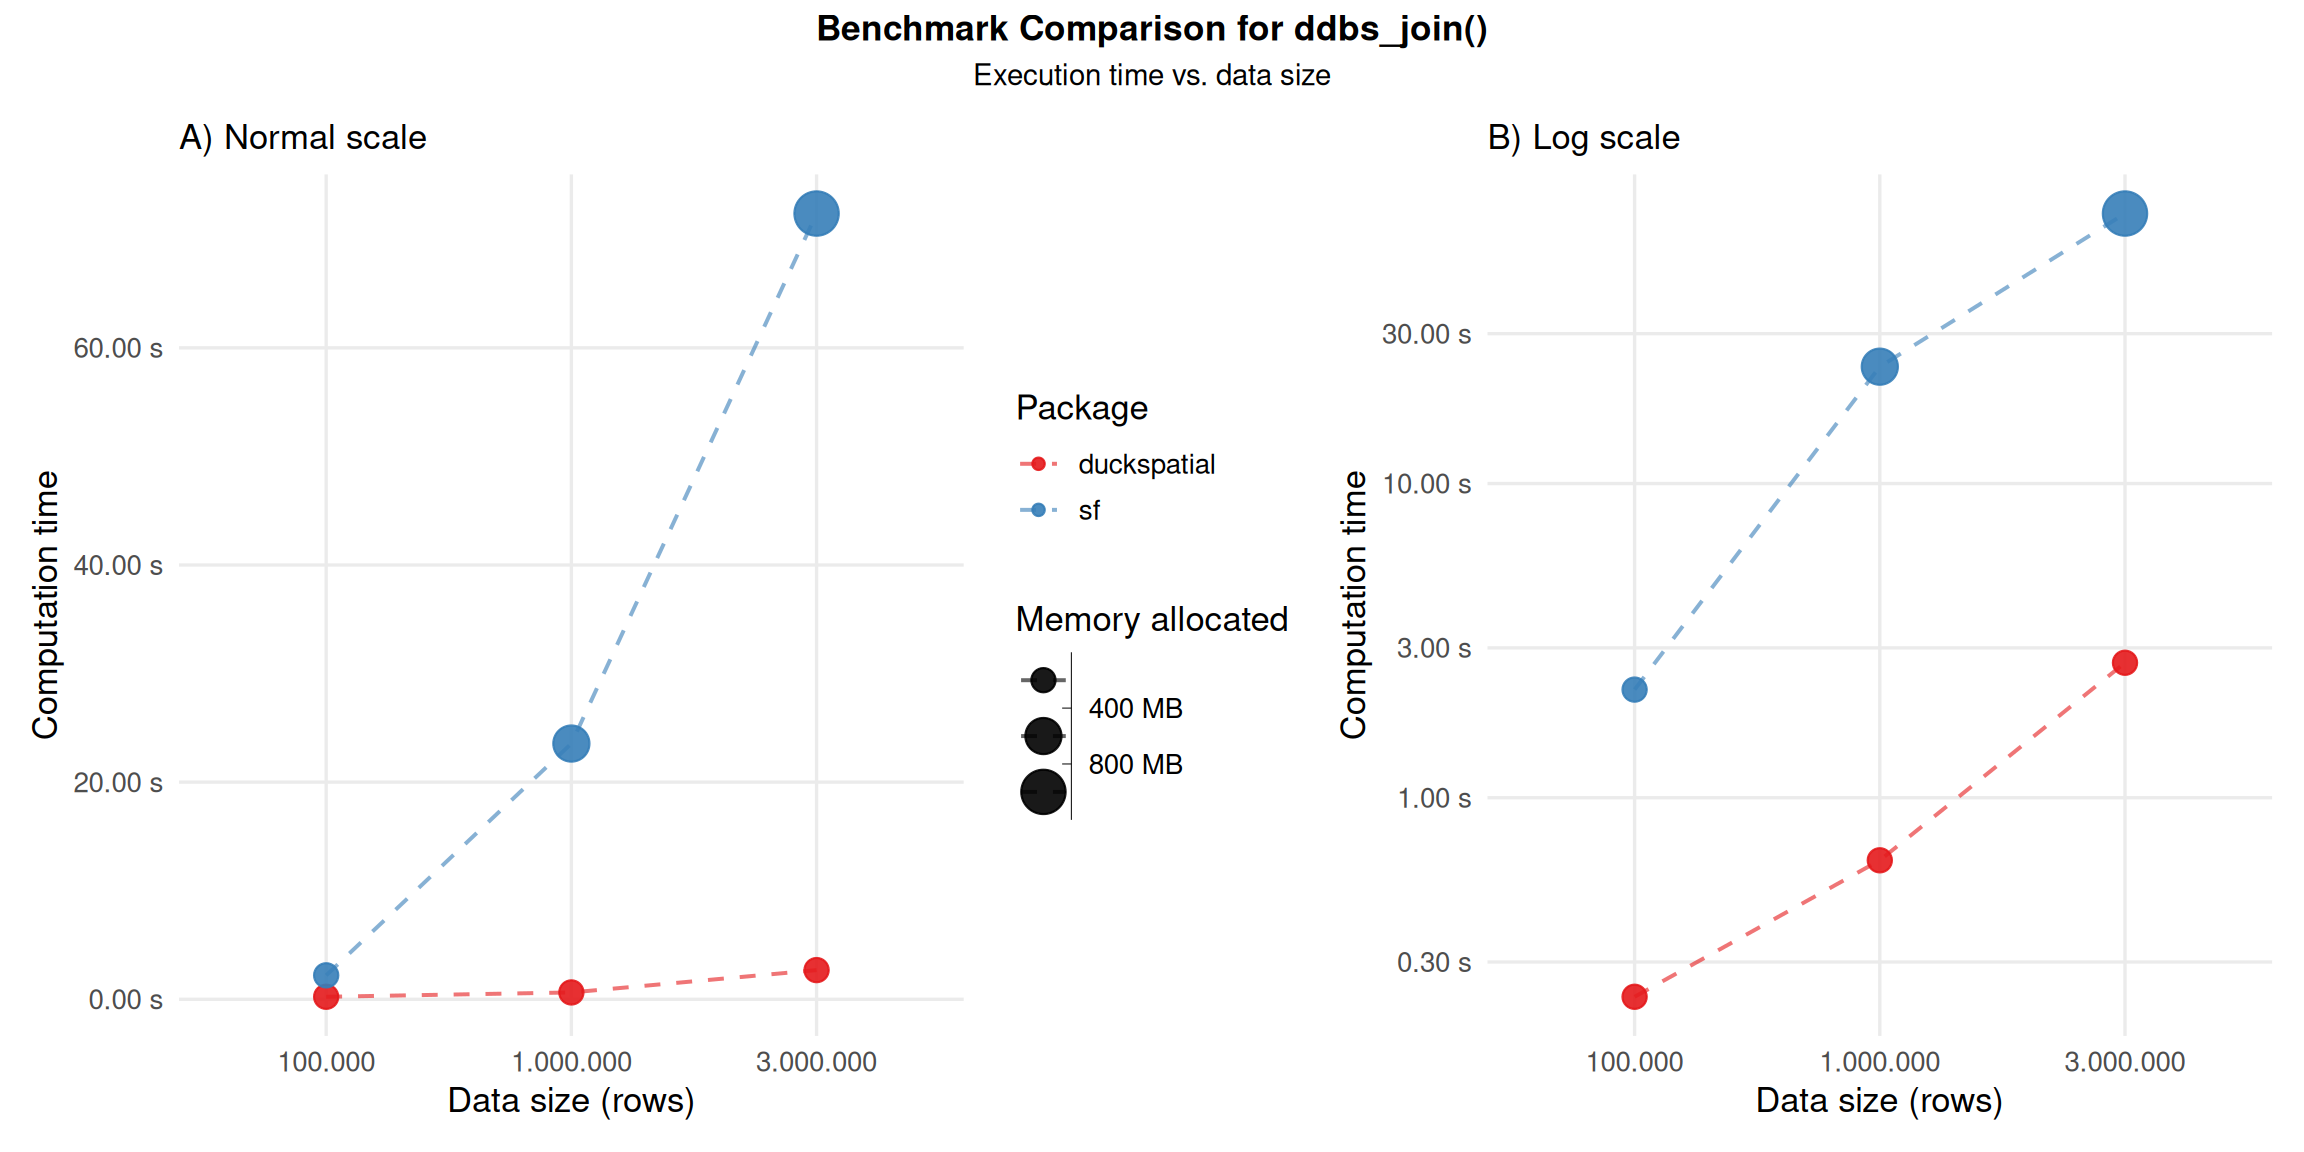 Benchmark Comparison for ddbs_join()
Execution time vs. data size
A) Normal scale
Computation time
60.00 s
40.00 s
20.00 s
0.00 s
100.000
1.000.000
3.000.000
Data size (rows)
Package
duckspatial
sf
Memory allocated
400 MB
800 MB
B) Log scale
Computation time
30.00 s
10.00 s
3.00 s
1.00 s
0.30 s
100.000
1.000.000
3.000.000
Data size (rows)